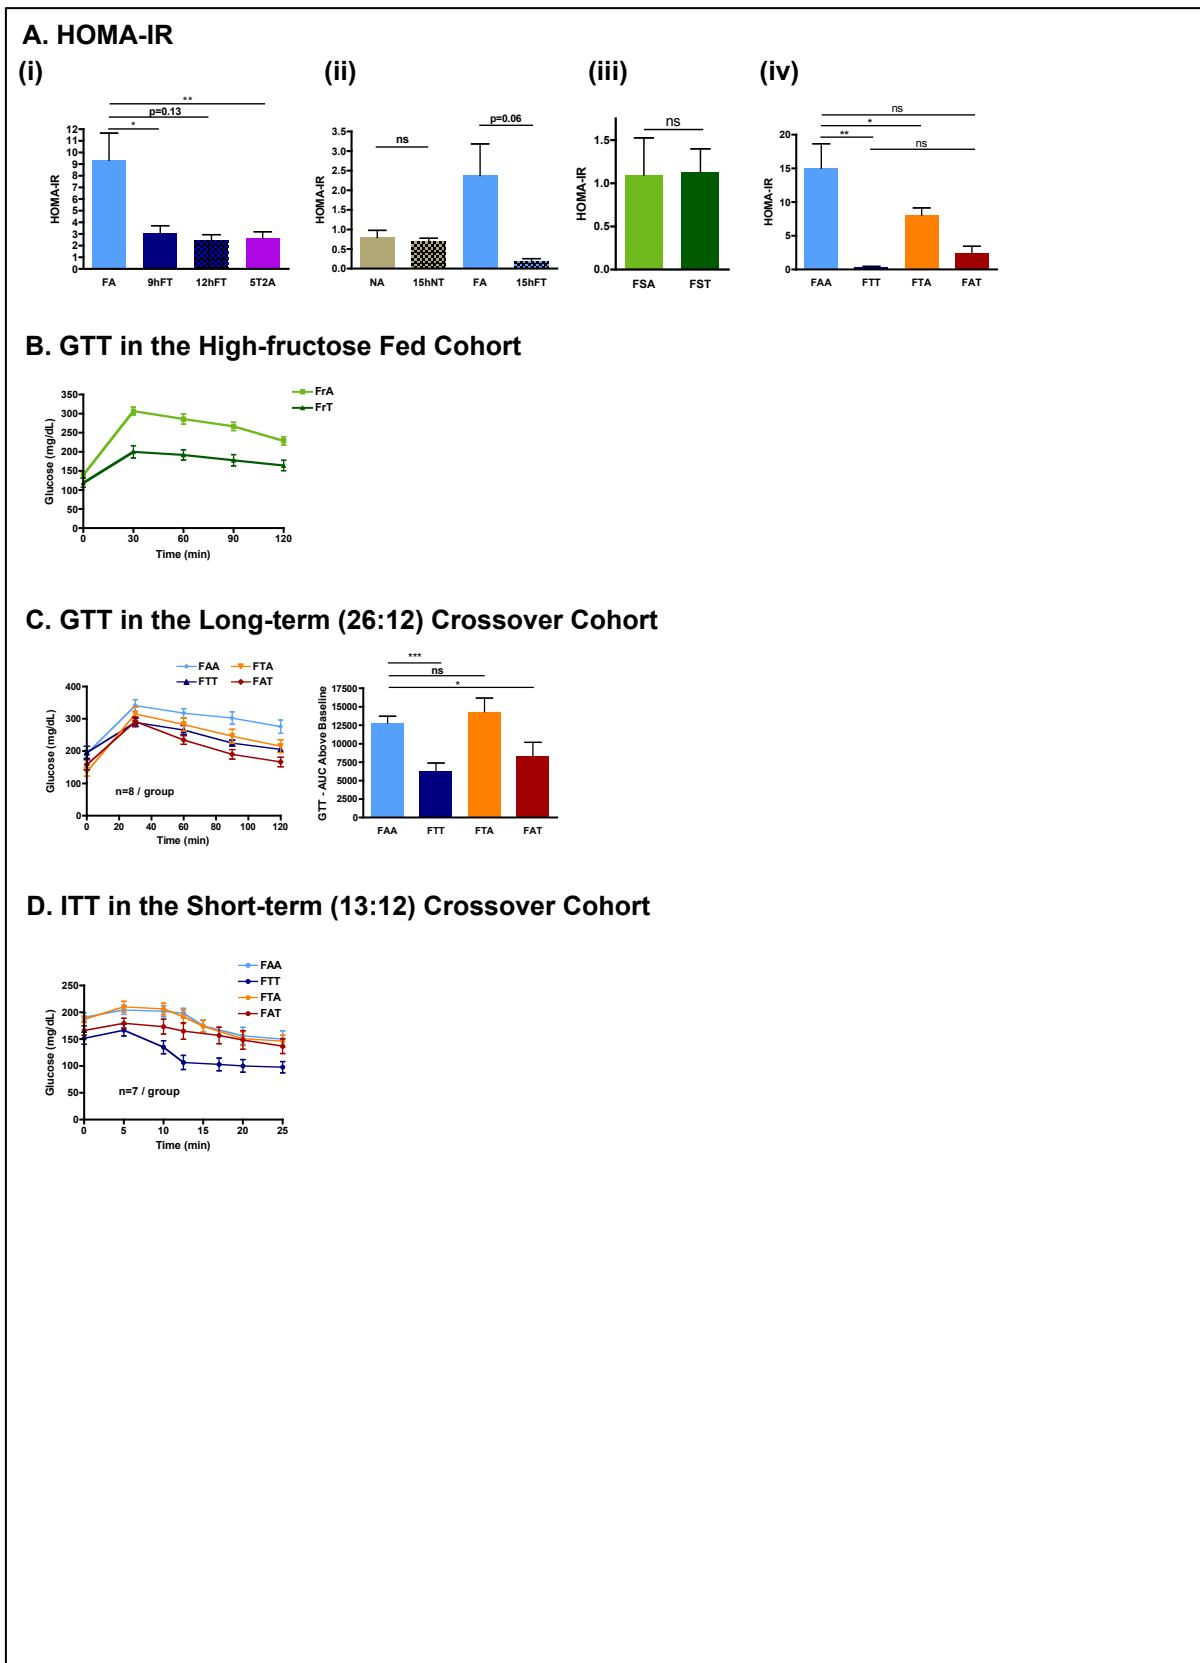 A. HOMA-IR
(i)
(ii)
(iii)
(iv)
**
p=0.13
*
HOMA-IR
12
11
10
9
8
7
6
5
4
3
2
1
0
FA 9hFT 12hFT 5T2A
p=0.06
ns
HOMA-IR
3.5
3.0
2.5
2.0
1.5
1.0
0.5
0.0
NA 15hNT FA 15hFT
ns
HOMA-IR
1.5
1.0
0.5
0.0
FSA FST
ns
*
**
ns
HOMA-IR
20
15
10
5
0
FAA FTT FTA FAT
B. GTT in the High-fructose Fed Cohort
FrA
FrT
Glucose (mg/dL)
350
300
250
200
150
100
50
0
0 30 60 90 120
Time (min)
C. GTT in the Long-term (26:12) Crossover Cohort
FAA FTA
FTT FAT
Glucose (mg/dL)
400
300
200
100
0
n=8 / group
0 20 40 60 80 100 120
Time (min)
***
ns
*
GTT - AUC Above Baseline
17500
15000
12500
10000
7500
5000
2500
0
FAA FTT FTA FAT
D. ITT in the Short-term (13:12) Crossover Cohort
FAA
FTT
FTA
FAT
Glucose (mg/dL)
250
200
150
100
50
0
n=7 / group
0 5 10 15 20 25
Time (min)